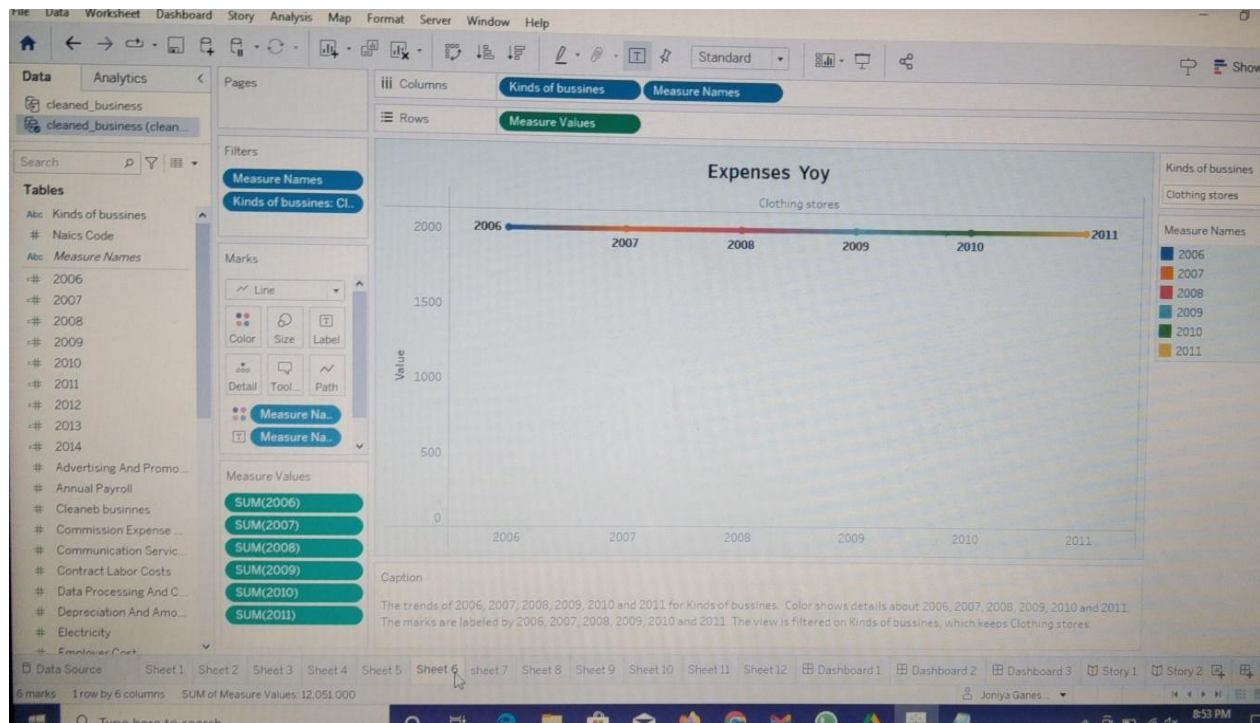 File Data Worksheet Dashboard Story Analysis Map Format Server Window Help
Standard
Show
Data Analytics
cleaned_business
cleaned_business (clean...
Search
Tables
Abc Kinds of bussines
# Naics Code
Abc Measure Names
# 2006
# 2007
# 2008
# 2009
# 2010
# 2011
# 2012
# 2013
# 2014
# Advertising And Promo...
# Annual Payroll
# Cleaneb businnes
# Commission Expense ...
# Communication Servic...
# Contract Labor Costs
# Data Processing And C...
# Depreciation And Amo...
# Electricity
# Employer Cost
Pages
Filters
Measure Names
Kinds of bussines: Cl..
Marks
Line
Color Size Label
Detail Tool... Path
Measure Na..
Measure Na..
Measure Values
SUM(2006)
SUM(2007)
SUM(2008)
SUM(2009)
SUM(2010)
SUM(2011)
iii Columns Kinds of bussines Measure Names
Rows Measure Values
Expenses Yoy
Clothing stores
2000
1500
1000
500
0
Value
2006 2007 2008 2009 2010 2011
2006 2007 2008 2009 2010 2011
Caption
The trends of 2006, 2007, 2008, 2009, 2010 and 2011 for Kinds of bussines. Color shows details about 2006, 2007, 2008, 2009, 2010 and 2011.
The marks are labeled by 2006, 2007, 2008, 2009, 2010 and 2011. The view is filtered on Kinds of bussines, which keeps Clothing stores.
Kinds of bussines
Clothing stores
Measure Names
2006
2007
2008
2009
2010
2011
Data Source Sheet 1 Sheet 2 Sheet 3 Sheet 4 Sheet 5 Sheet 6 sheet 7 Sheet 8 Sheet 9 Sheet 10 Sheet 11 Sheet 12 Dashboard 1 Dashboard 2 Dashboard 3 Story 1 Story 2
6 marks 1 row by 6 columns SUM of Measure Values: 12,051.000
Joniya Ganes...
Type here to search
8:53 PM